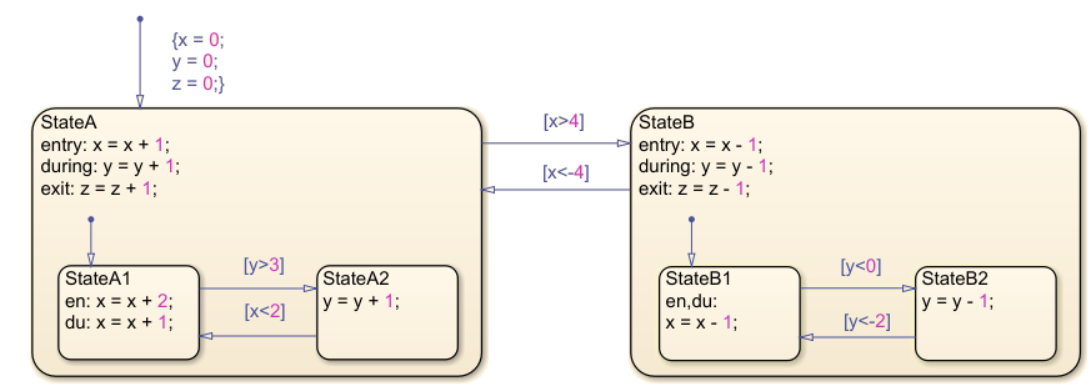 {x = 0;
y = 0;
z = 0;}
StateA
entry: x = x + 1;
during: y = y + 1;
exit: z = z + 1;
StateA1
en: x = x + 2;
du: x = x + 1;
[y>3]
[x<2]
StateA2
y = y + 1;
[x>4]
[x<-4]
StateB
entry: x = x - 1;
during: y = y - 1;
exit: z = z - 1;
StateB1
en,du:
x = x - 1;
[y<0]
[y<-2]
StateB2
y = y - 1;